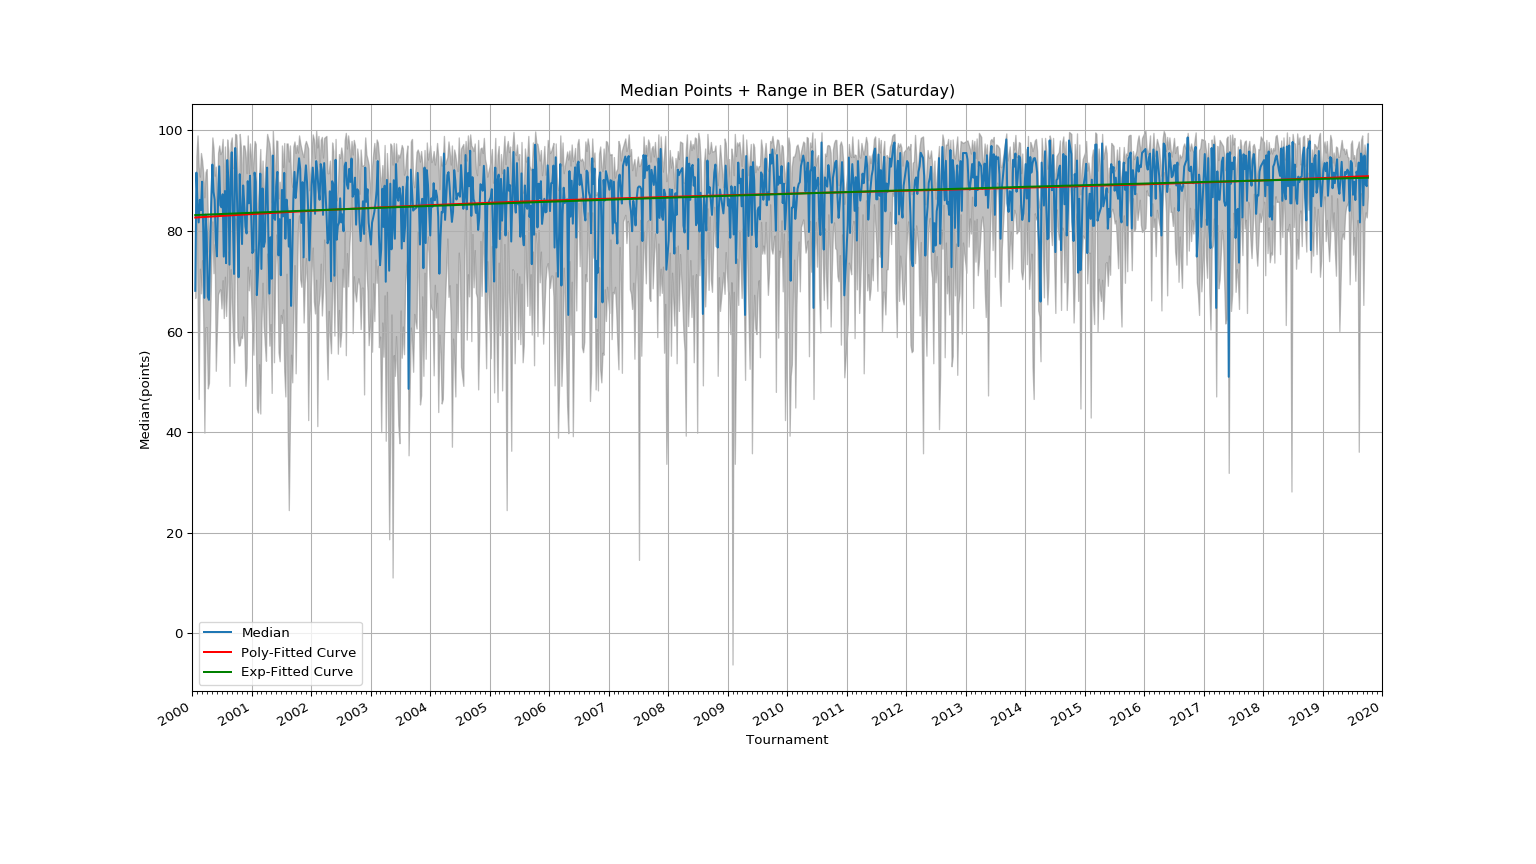 Median Points + Range in BER (Saturday)
100
80
60
40
20
0
Median(points)
Median
Poly-Fitted Curve
Exp-Fitted Curve
2000 2001 2002 2003 2004 2005 2006 2007 2008 2009 2010 2011 2012 2013 2014 2015 2016 2017 2018 2019 2020
Tournament